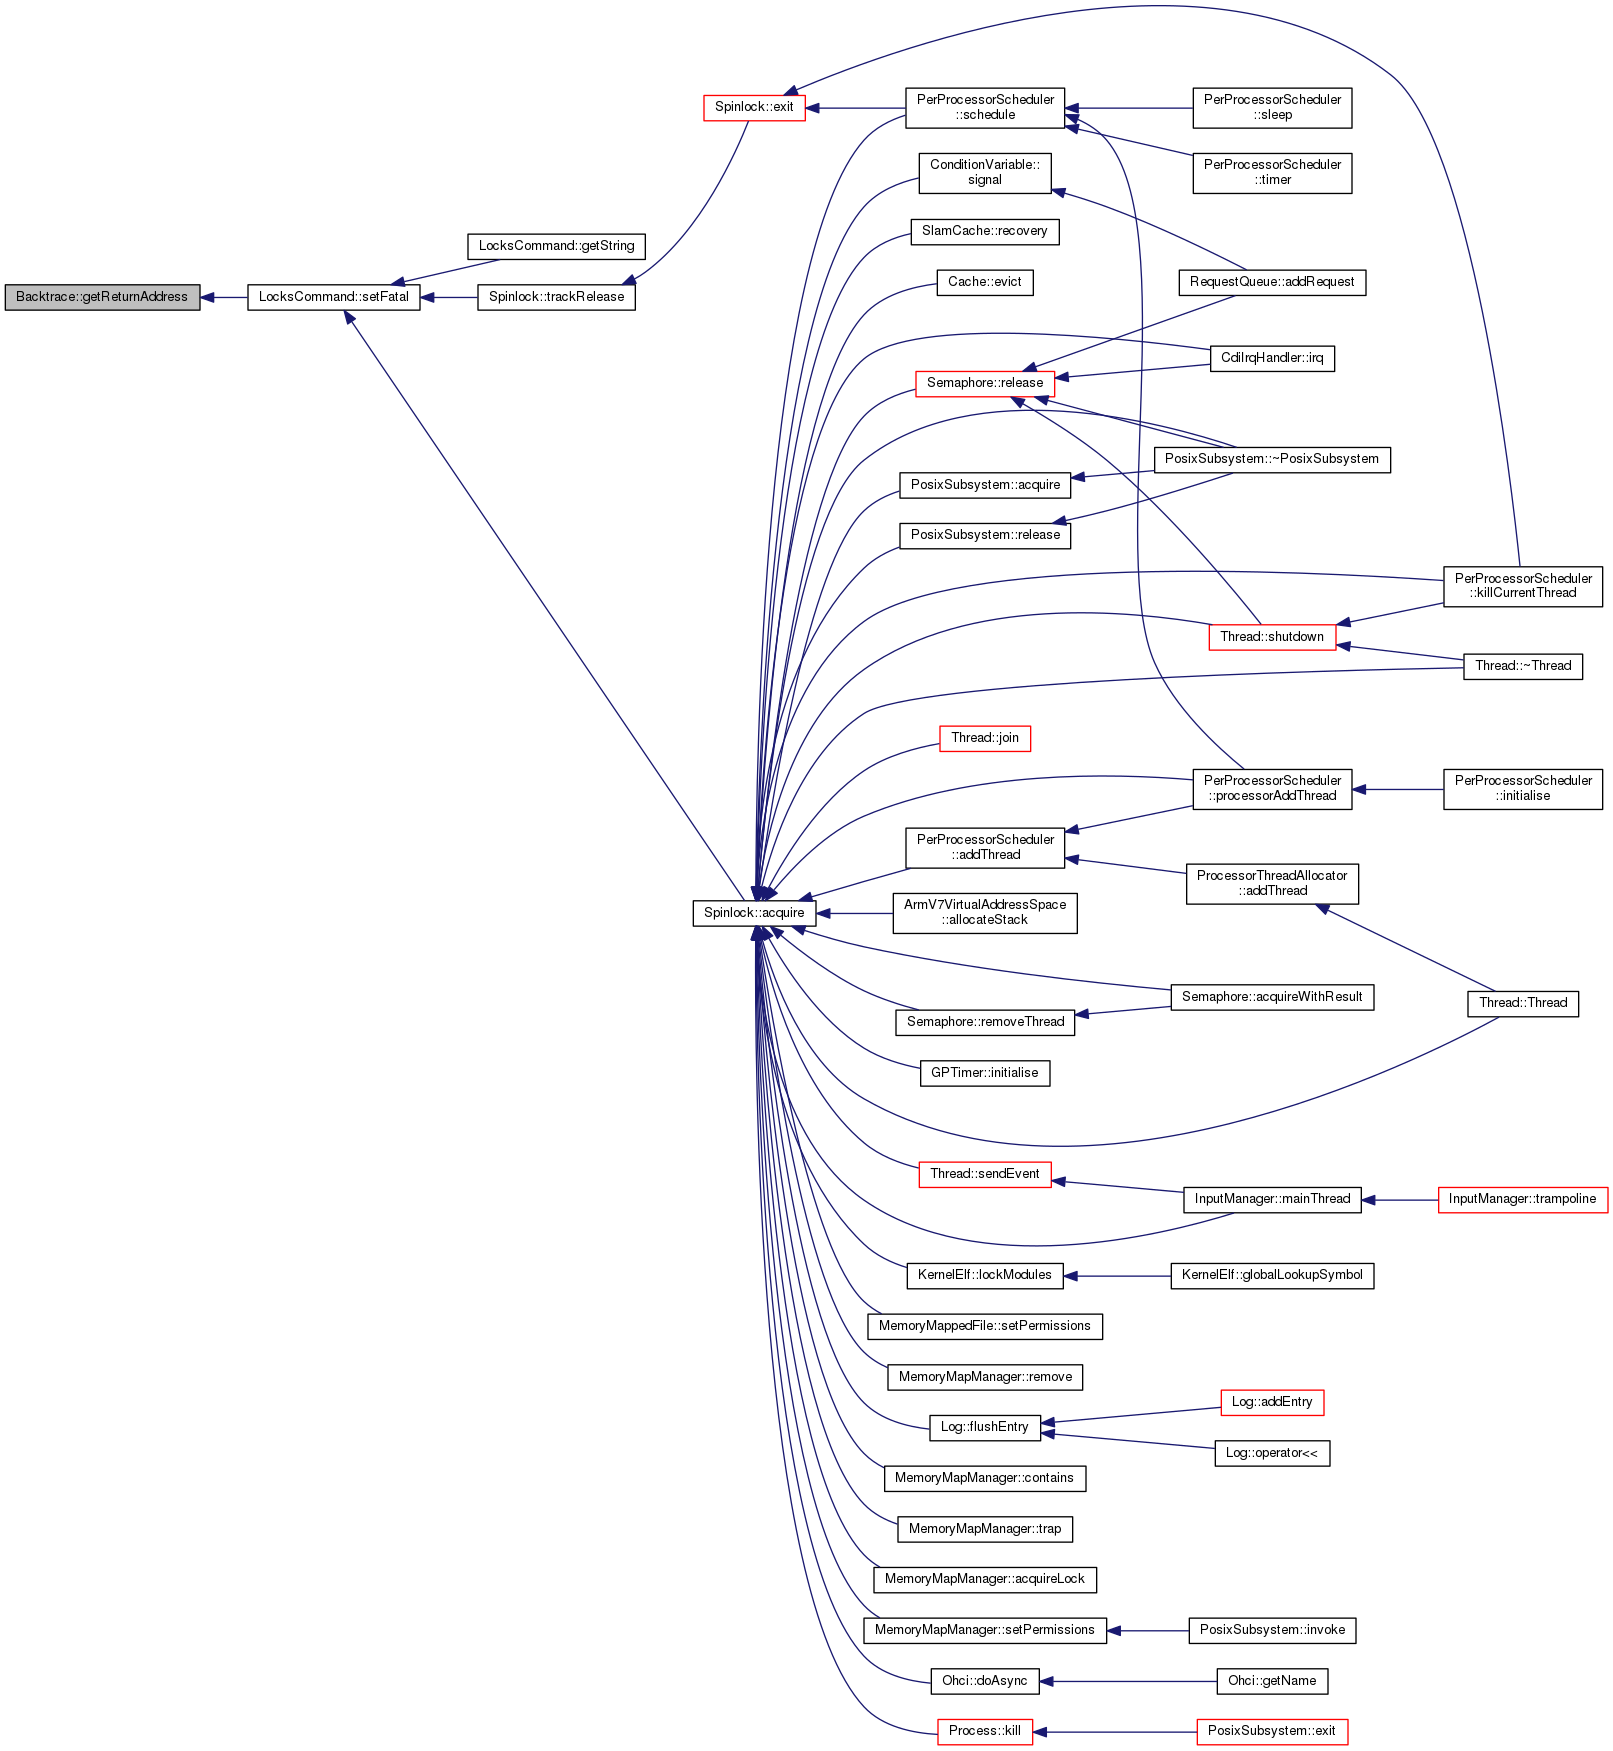 Spinlock::exit
PerProcessorScheduler
::schedule
PerProcessorScheduler
::sleep
ConditionVariable::
signal
PerProcessorScheduler
::timer
SlamCache::recovery
LocksCommand::getString
Cache::evict
RequestQueue::addRequest
Backtrace::getReturnAddress
LocksCommand::setFatal
Spinlock::trackRelease
CdiIrqHandler::irq
Semaphore::release
PosixSubsystem::~PosixSubsystem
PosixSubsystem::acquire
PosixSubsystem::release
PerProcessorScheduler
::killCurrentThread
Thread::shutdown
Thread::~Thread
Thread::join
PerProcessorScheduler
::processorAddThread
PerProcessorScheduler
::initialise
PerProcessorScheduler
::addThread
ProcessorThreadAllocator
::addThread
Spinlock::acquire
ArmV7VirtualAddressSpace
::allocateStack
Semaphore::acquireWithResult
Thread::Thread
Semaphore::removeThread
GPTimer::initialise
Thread::sendEvent
InputManager::mainThread
InputManager::trampoline
KernelElf::lockModules
KernelElf::globalLookupSymbol
MemoryMappedFile::setPermissions
MemoryMapManager::remove
Log::addEntry
Log::flushEntry
Log::operator<<
MemoryMapManager::contains
MemoryMapManager::trap
MemoryMapManager::acquireLock
MemoryMapManager::setPermissions
PosixSubsystem::invoke
Ohci::doAsync
Ohci::getName
Process::kill
PosixSubsystem::exit